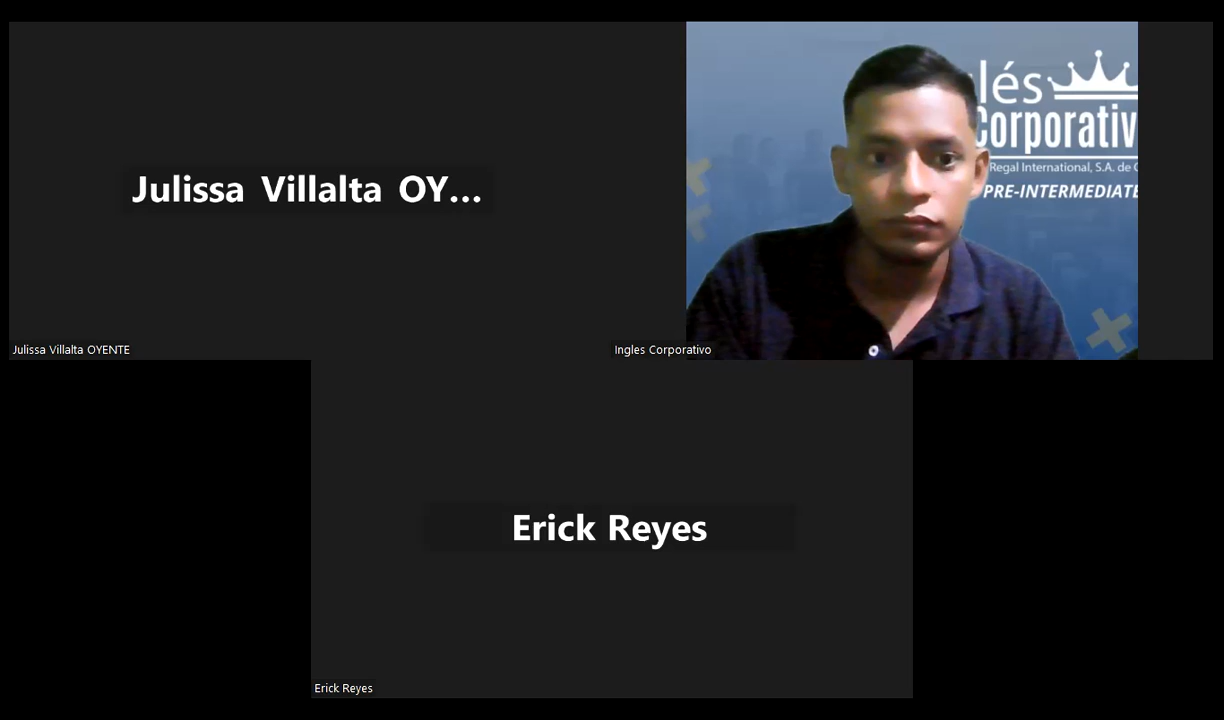 Julissa Villalta OY...
Julissa Villalta OYENTE
lés
Corporativ
Regal International, S.A. de C
PRE-INTERMEDIATE
Ingles Corporativo
Erick Reyes
Erick Reyes